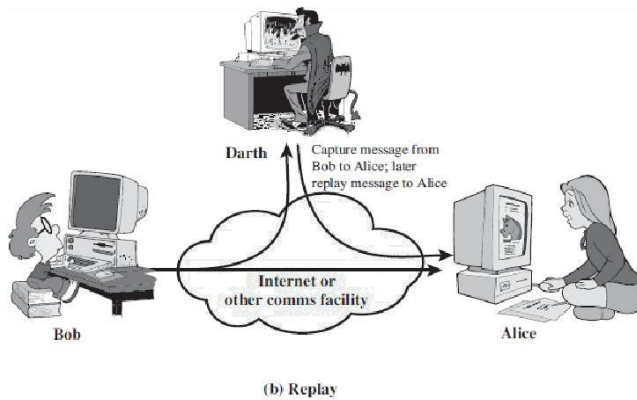 Darth
Capture message from
Bob to Alice; later
replay message to Alice
Internet or
other comms facility
Bob
Alice
(b) Replay